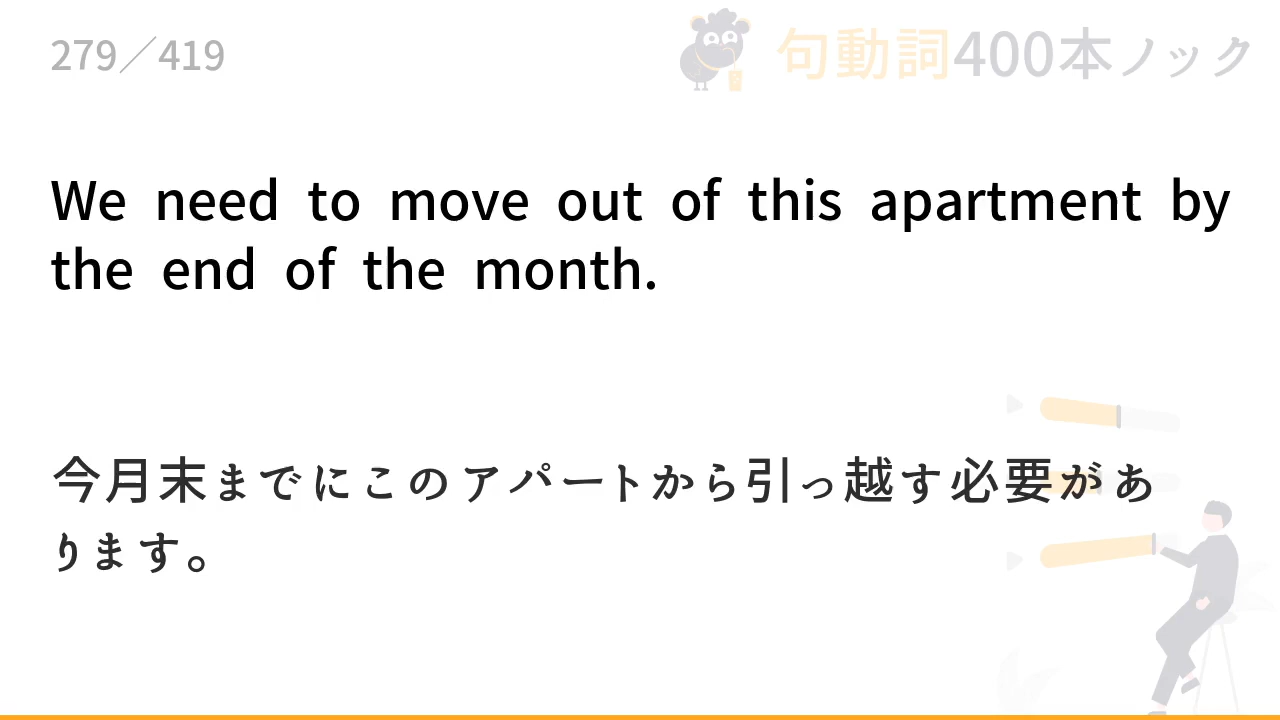 279／419
句動詞400本ノック
We need to move out of this apartment by
the end of the month.
今月末までにこのアパートから引っ越す必要があ
ります。